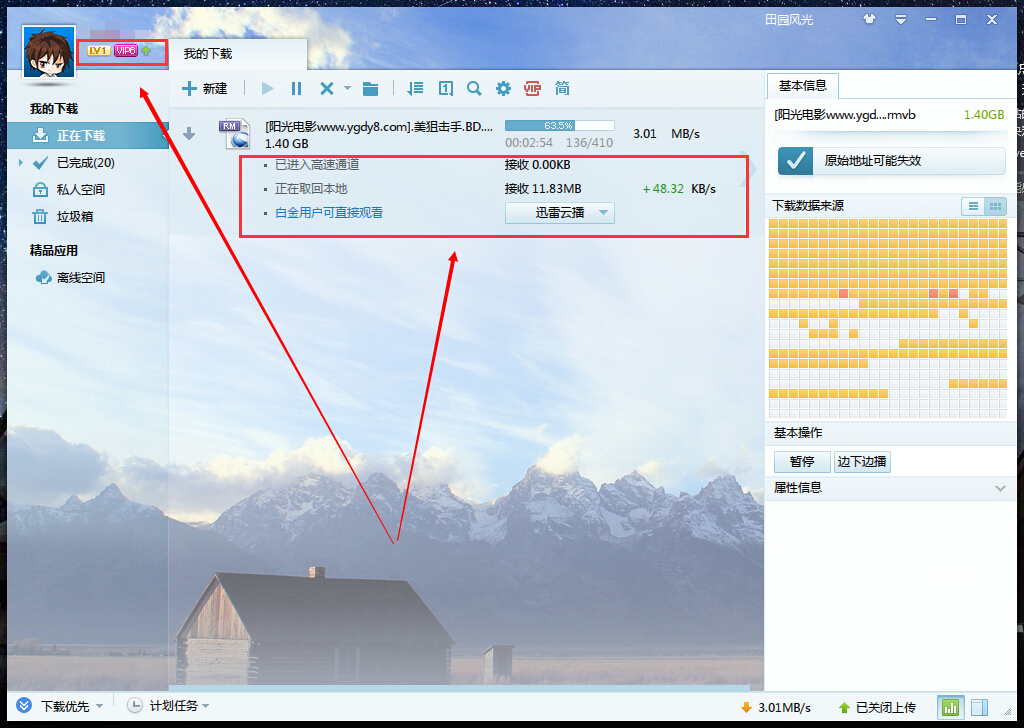 田园风光
LV1 VIP6
我的下载
新建
1 VIP 简
我的下载
正在下载
已完成(20)
私人空间
垃圾箱
精品应用
离线空间
RM
[阳光电影www.ygdy8.com].美狙击手.BD....
1.40 GB
63.5%
00:02:54 136/410
3.01 MB/s
已进入高速通道 接收 0.00KB
正在取回本地 接收 11.83MB +48.32 KB/s
白金用户可直接观看 迅雷云播
基本信息
[阳光电影www.ygd....rmvb 1.40GB
原始地址可能失效
下载数据来源
基本操作
暂停 边下边播
属性信息
下载优先 计划任务
3.01MB/s 已关闭上传